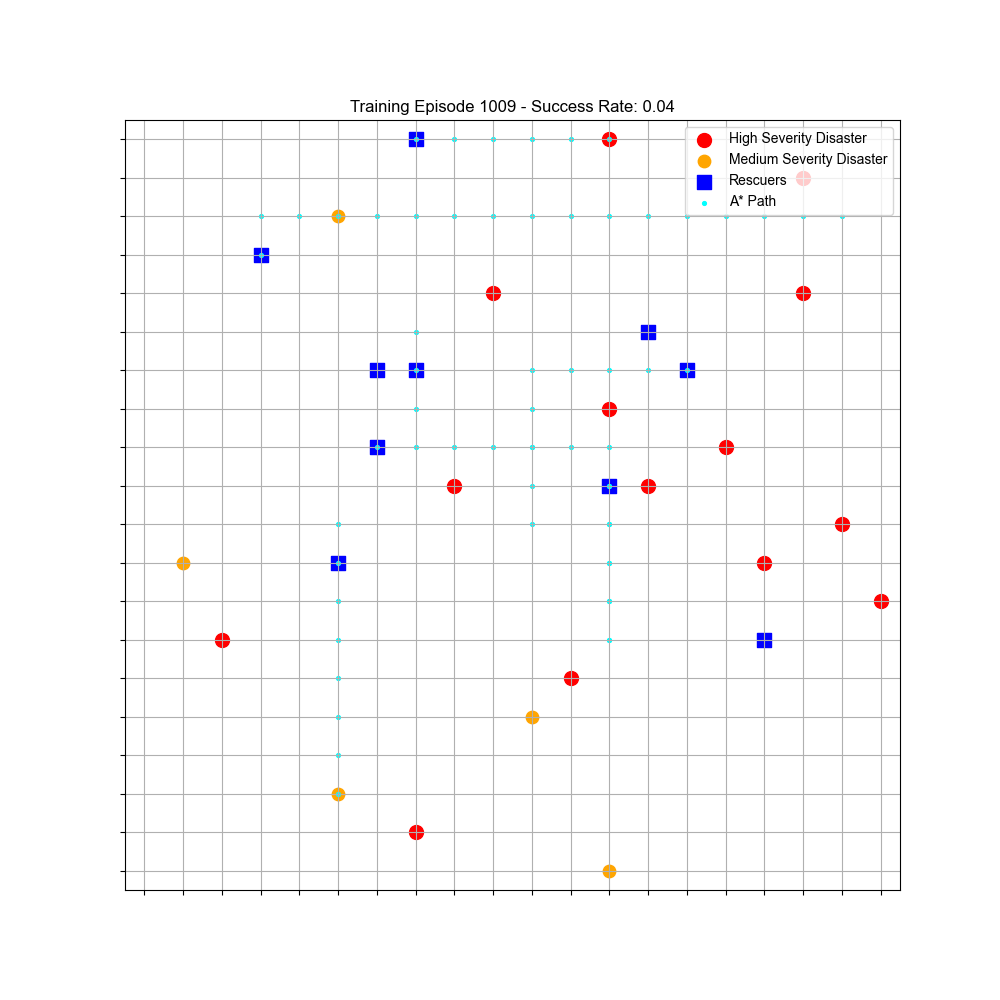 Training Episode 1009 - Success Rate: 0.04
High Severity Disaster
Medium Severity Disaster
Rescuers
A* Path